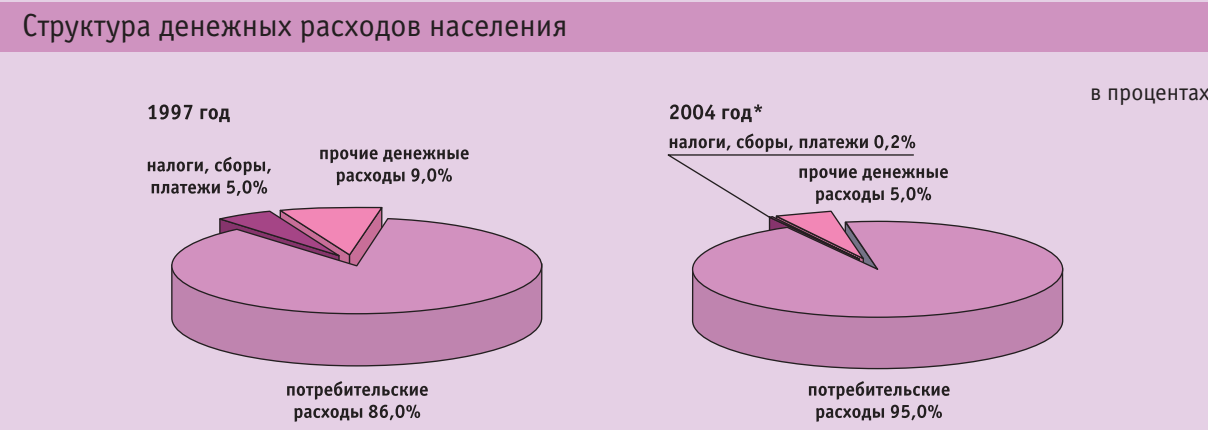 Структура денежных расходов населения
в процентах
1997 год
налоги, сборы,
платежи 5,0%
прочие денежные
расходы 9,0%
потребительские
расходы 86,0%
2004 год*
налоги, сборы, платежи 0,2%
прочие денежные
расходы 5,0%
потребительские
расходы 95,0%